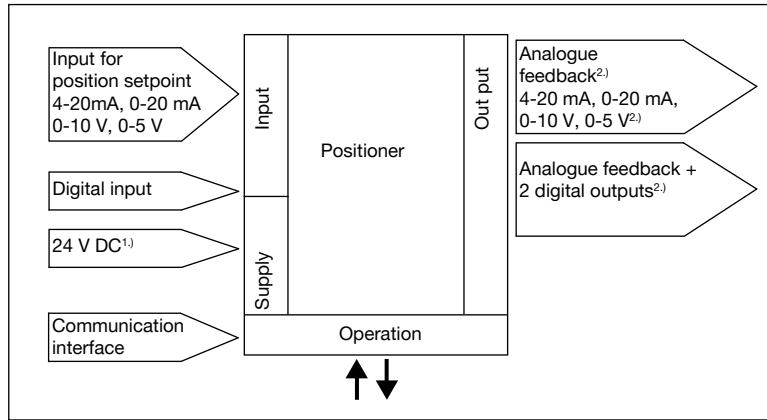 Input for
position setpoint
4-20mA, 0-20 mA
0-10 V, 0-5 V
Digital input
24 V DC1.)
Communication
interface
Input
Supply
Positioner
Operation
Out put
Analogue
feedback2.)
4-20 mA, 0-20 mA,
0-10 V, 0-5 V2.)
Analogue feedback +
2 digital outputs2.)